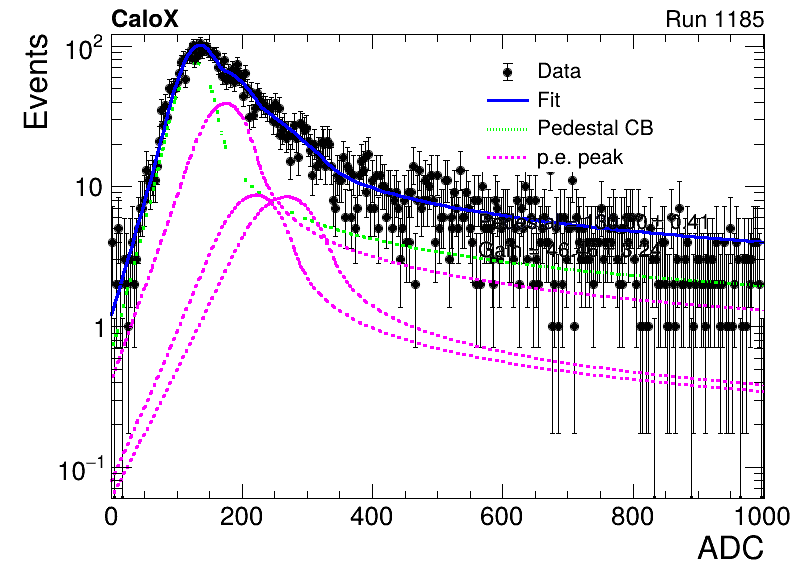 CaloX Run 1185
Events
10²
10
1
10⁻¹
Data
Fit
Pedestal CB
p.e. peak
0 200 400 600 800 1000
ADC